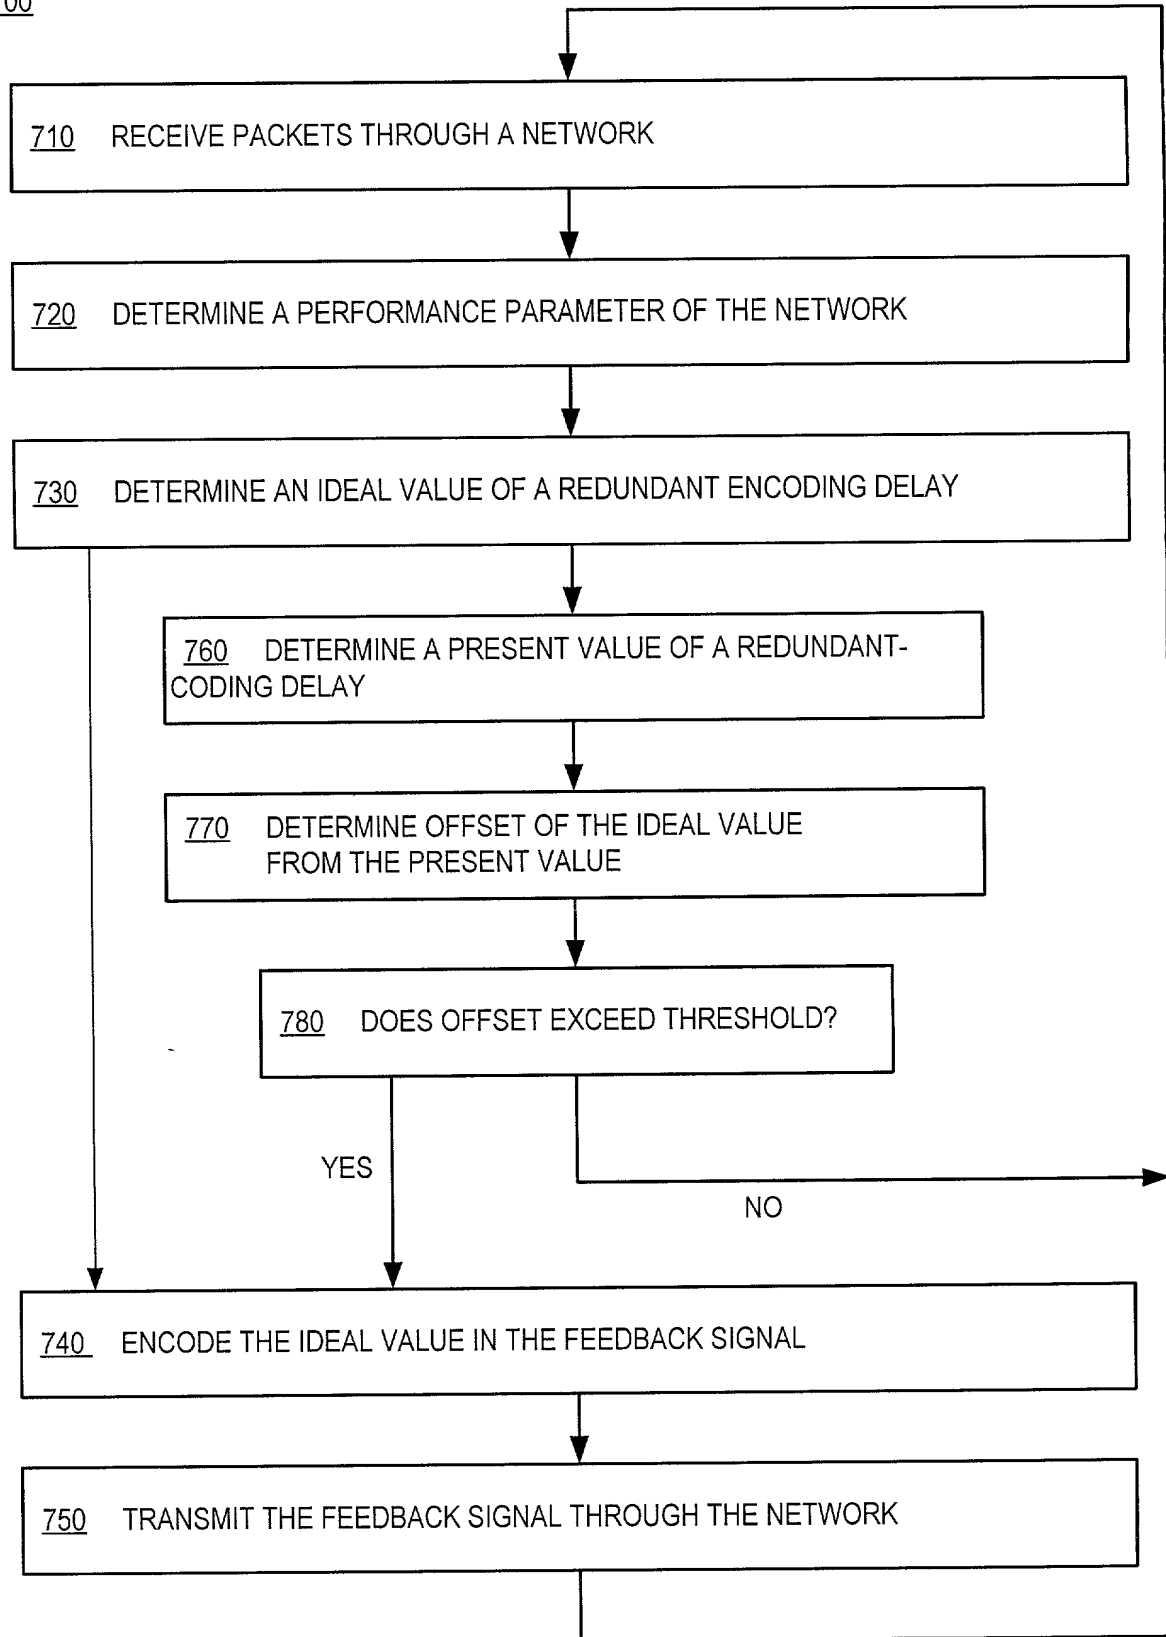 710 RECEIVE PACKETS THROUGH A NETWORK
720 DETERMINE A PERFORMANCE PARAMETER OF THE NETWORK
730 DETERMINE AN IDEAL VALUE OF A REDUNDANT ENCODING DELAY
760 DETERMINE A PRESENT VALUE OF A REDUNDANT-
CODING DELAY
770 DETERMINE OFFSET OF THE IDEAL VALUE
FROM THE PRESENT VALUE
780 DOES OFFSET EXCEED THRESHOLD?
YES
NO
740 ENCODE THE IDEAL VALUE IN THE FEEDBACK SIGNAL
750 TRANSMIT THE FEEDBACK SIGNAL THROUGH THE NETWORK